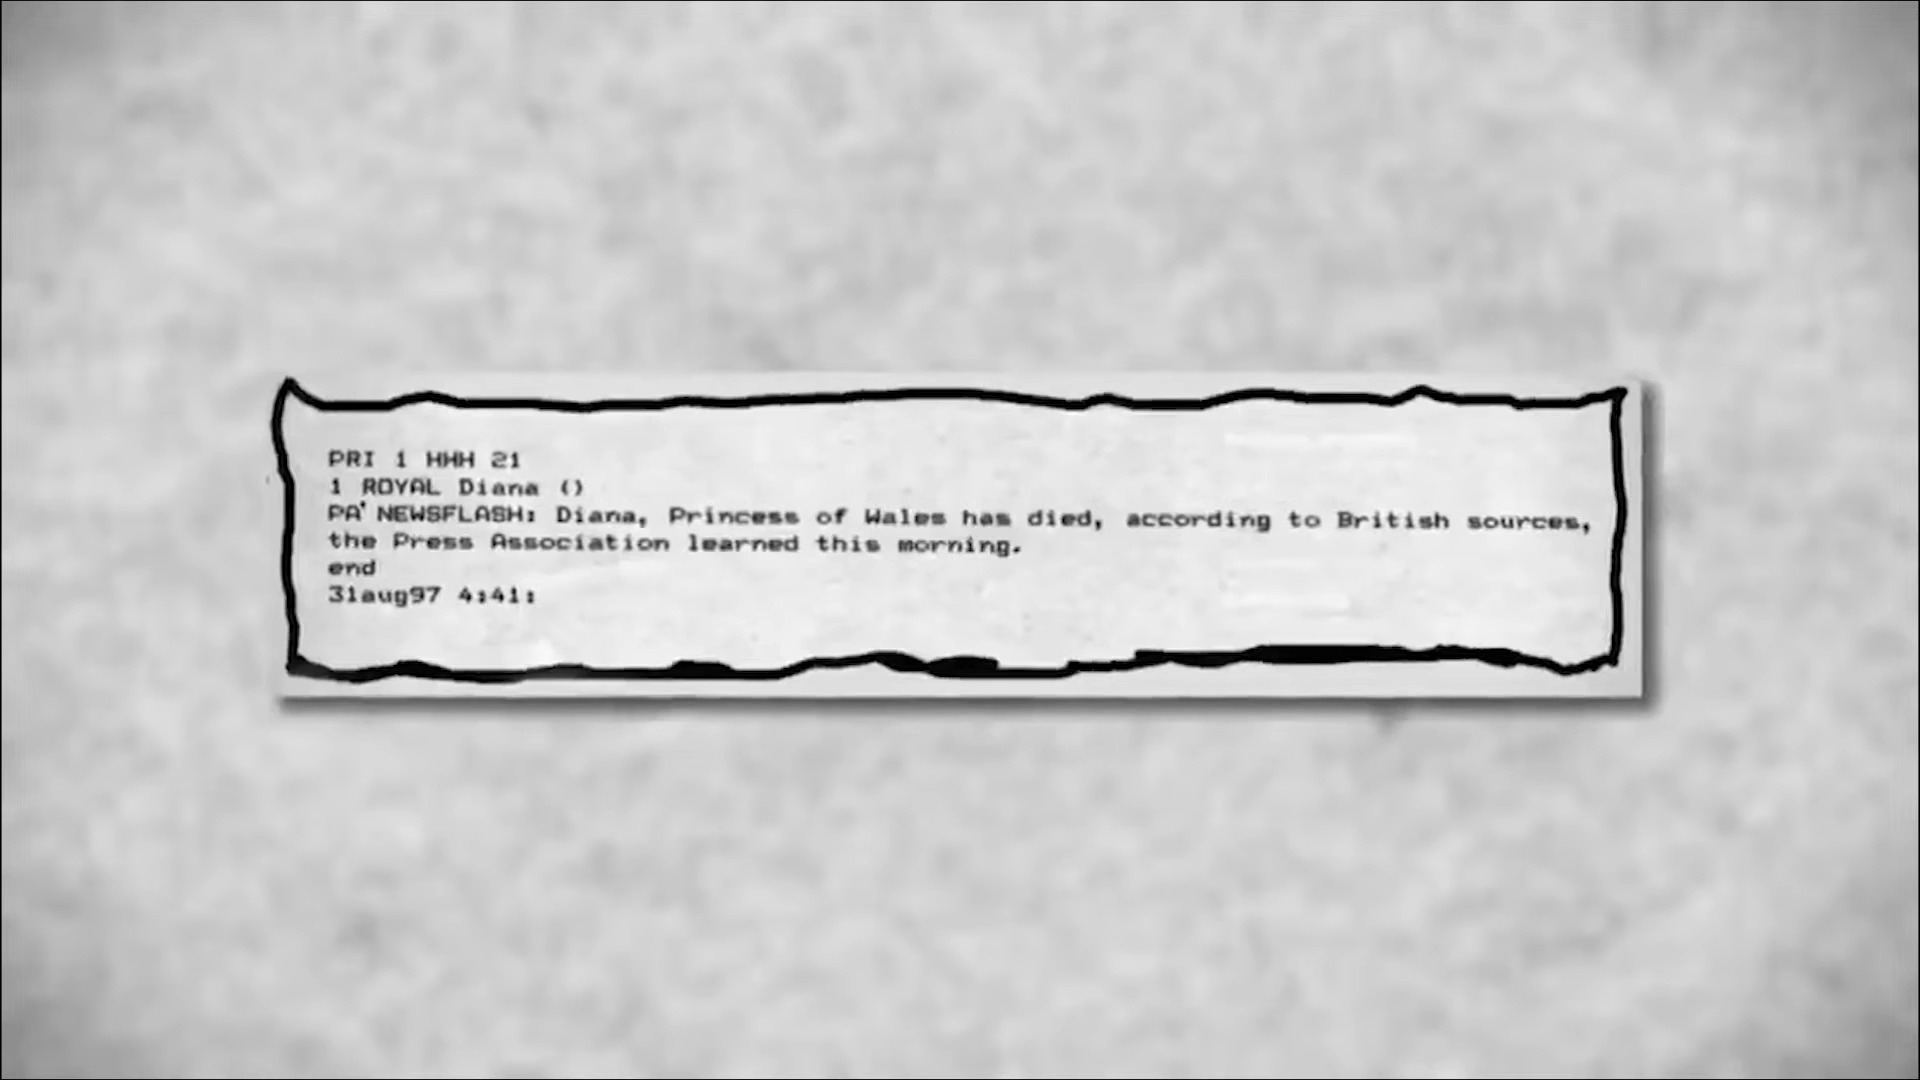 PRI 1 HHH 21
1 ROYAL Diana ()
PA' NEWSFLASH: Diana, Princess of Wales has died, according to British sources,
the Press Association learned this morning.
end
31aug97 4:41: